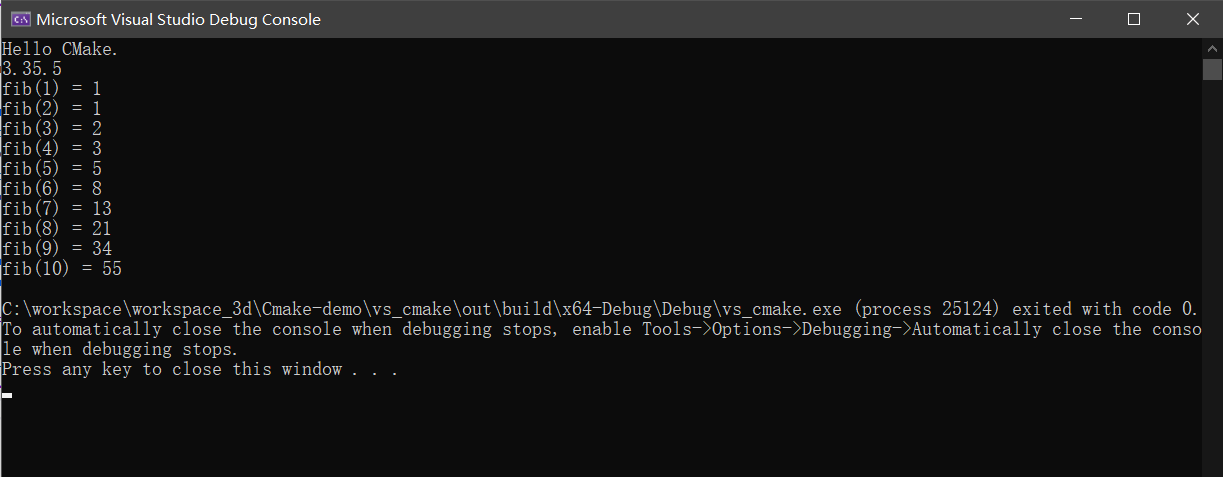 Microsoft Visual Studio Debug Console
Hello CMake.
3.35.5
fib(1) = 1
fib(2) = 1
fib(3) = 2
fib(4) = 3
fib(5) = 5
fib(6) = 8
fib(7) = 13
fib(8) = 21
fib(9) = 34
fib(10) = 55
C:\workspace\workspace_3d\Cmake-demo\vs_cmake\out\build\x64-Debug\Debug\vs_cmake.exe (process 25124) exited with code 0.
To automatically close the console when debugging stops, enable Tools->Options->Debugging->Automatically close the conso
le when debugging stops.
Press any key to close this window . . .